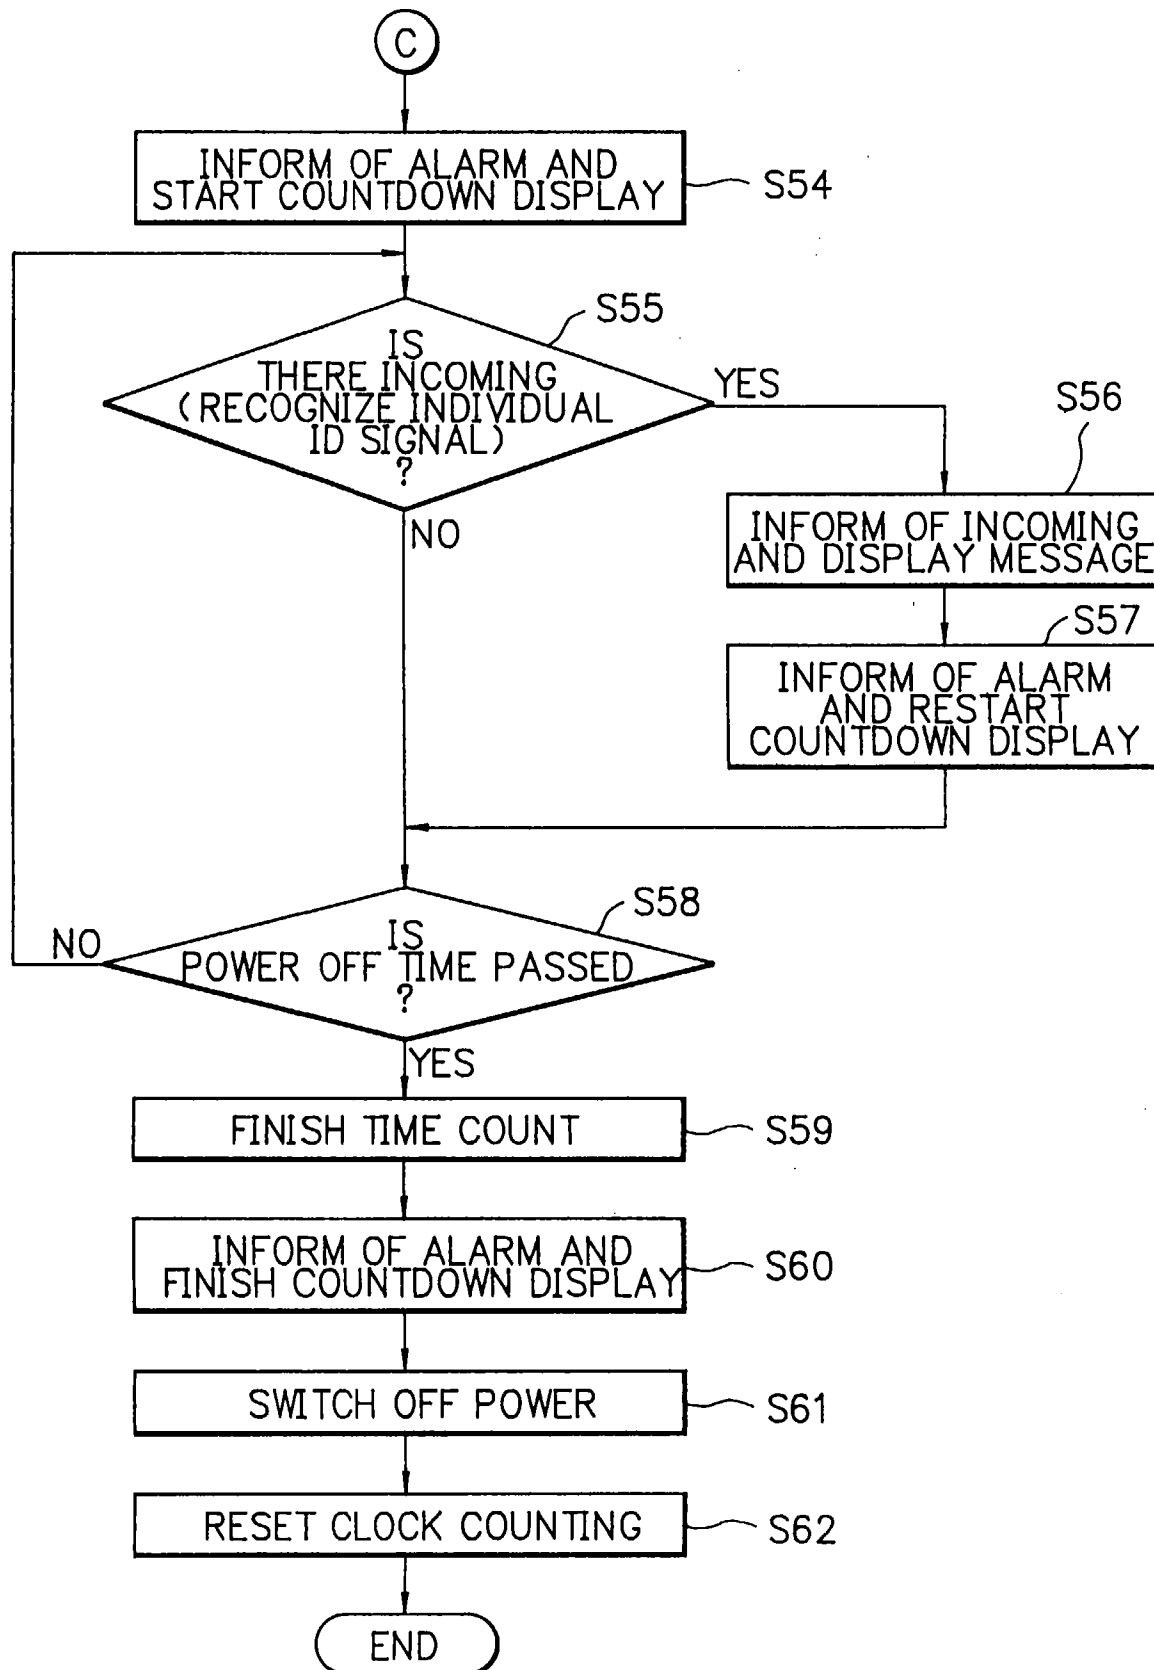 C
INFORM OF ALARM AND
START COUNTDOWN DISPLAY
S54
S55
IS
THERE INCOMING
(RECOGNIZE INDIVIDUAL
ID SIGNAL)
?
YES
NO
S56
INFORM OF INCOMING
AND DISPLAY MESSAGE
S57
INFORM OF ALARM
AND RESTART
COUNTDOWN DISPLAY
S58
IS
POWER OFF TIME PASSED
?
NO
YES
FINISH TIME COUNT
S59
INFORM OF ALARM AND
FINISH COUNTDOWN DISPLAY
S60
SWITCH OFF POWER
S61
RESET CLOCK COUNTING
S62
END